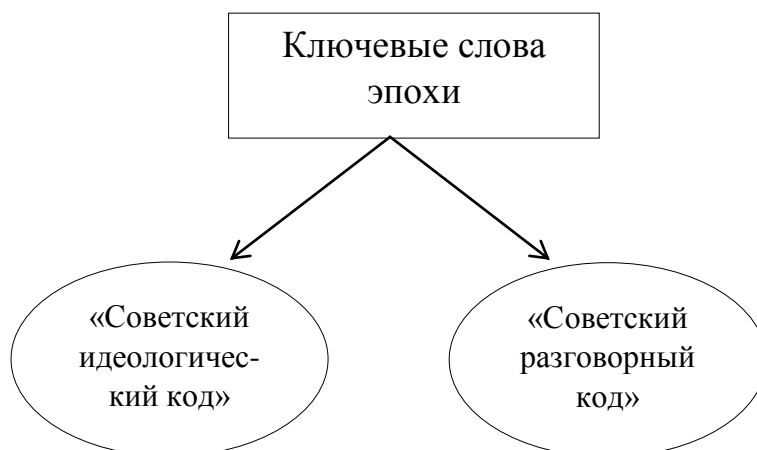 Ключевые слова
эпохи
«Советский
идеологичес-
кий код»
«Советский
разговорный
код»